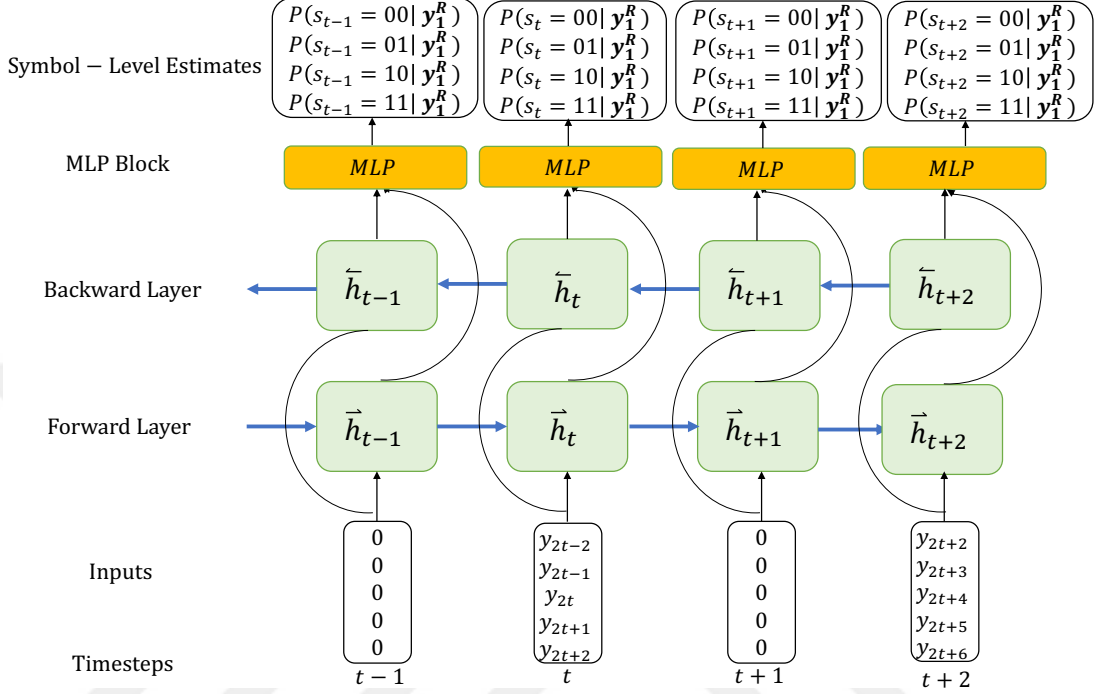 P(s_{t−1} = 00| y_1^R) P(s_t = 00| y_1^R) P(s_{t+1} = 00| y_1^R) P(s_{t+2} = 00| y_1^R)
P(s_{t−1} = 01| y_1^R) P(s_t = 01| y_1^R) P(s_{t+1} = 01| y_1^R) P(s_{t+2} = 01| y_1^R)
Symbol − Level Estimates
P(s_{t−1} = 10| y_1^R) P(s_t = 10| y_1^R) P(s_{t+1} = 10| y_1^R) P(s_{t+2} = 10| y_1^R)
P(s_{t−1} = 11| y_1^R) P(s_t = 11| y_1^R) P(s_{t+1} = 11| y_1^R) P(s_{t+2} = 11| y_1^R)
MLP Block MLP MLP MLP MLP
Backward Layer ↼h_{t−1} ↼h_t ↼h_{t+1} ↼h_{t+2}
Forward Layer ⇀h_{t−1} ⇀h_t ⇀h_{t+1} ⇀h_{t+2}
0 y_{2t−2} 0 y_{2t+2}
0 y_{2t−1} 0 y_{2t+3}
Inputs 0 y_{2t} 0 y_{2t+4}
0 y_{2t+1} 0 y_{2t+5}
0 y_{2t+2} 0 y_{2t+6}
Timesteps t − 1 t t + 1 t + 2